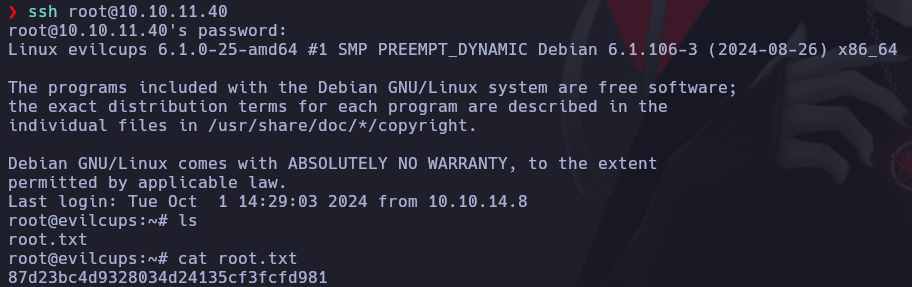 ❯ ssh root@10.10.11.40
root@10.10.11.40's password:
Linux evilcups 6.1.0-25-amd64 #1 SMP PREEMPT_DYNAMIC Debian 6.1.106-3 (2024-08-26) x86_64
The programs included with the Debian GNU/Linux system are free software;
the exact distribution terms for each program are described in the
individual files in /usr/share/doc/*/copyright.
Debian GNU/Linux comes with ABSOLUTELY NO WARRANTY, to the extent
permitted by applicable law.
Last login: Tue Oct  1 14:29:03 2024 from 10.10.14.8
root@evilcups:~# ls
root.txt
root@evilcups:~# cat root.txt
87d23bc4d9328034d24135cf3fcfd981